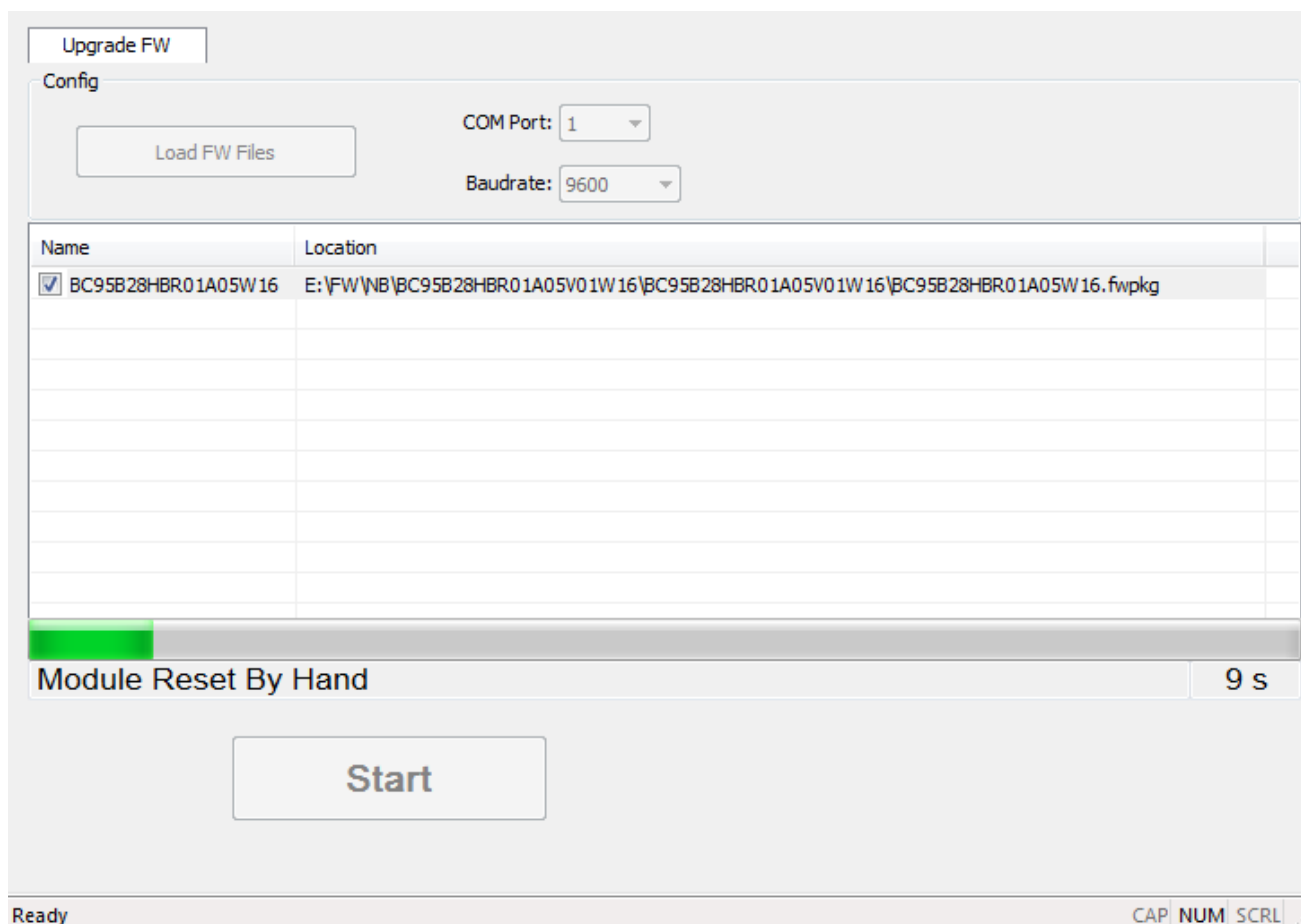 Upgrade FW
Config
Load FW Files
COM Port: 1
Baudrate: 9600
Name Location
BC95B28HBR01A05W16 E:\FW\NB\BC95B28HBR01A05V01W16\BC95B28HBR01A05V01W16\BC95B28HBR01A05W16.fwpkg
Module Reset By Hand 9 s
Start
Ready CAP NUM SCRL